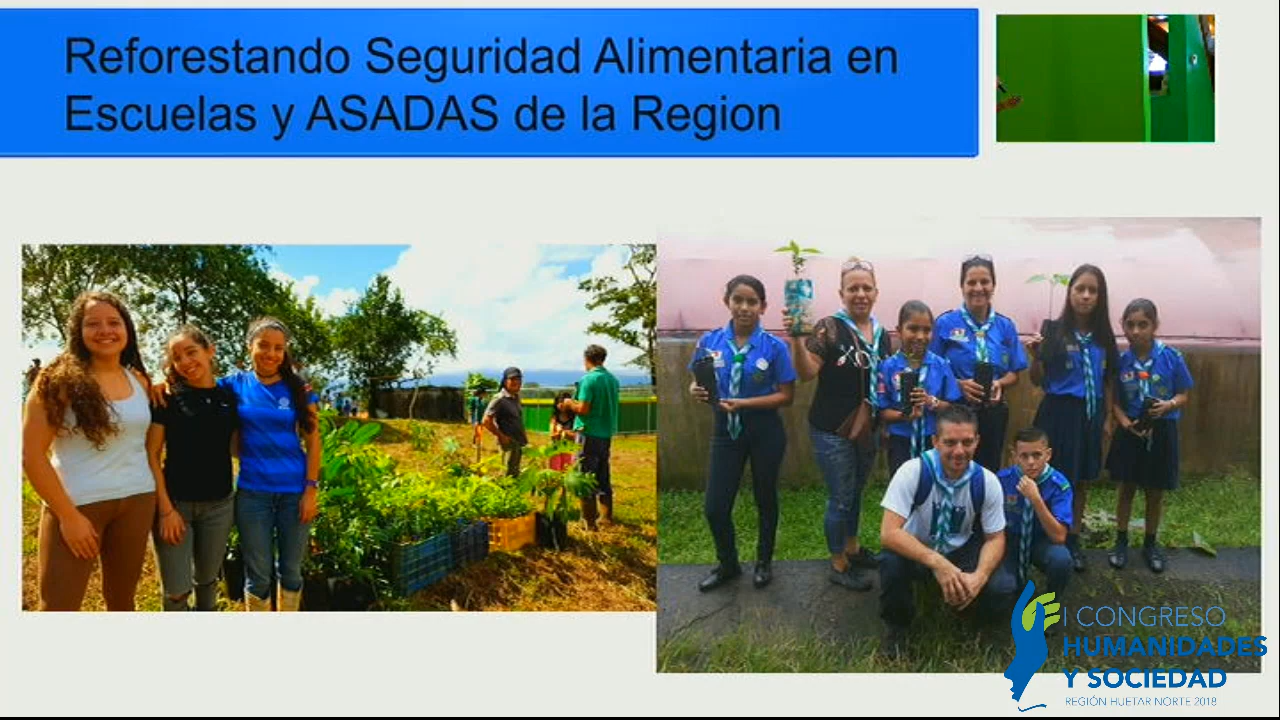 Reforestando Seguridad Alimentaria en
Escuelas y ASADAS de la Region
I CONGRESO
HUMANIDADES
Y SOCIEDAD
REGIÓN HUETAR NORTE 2018